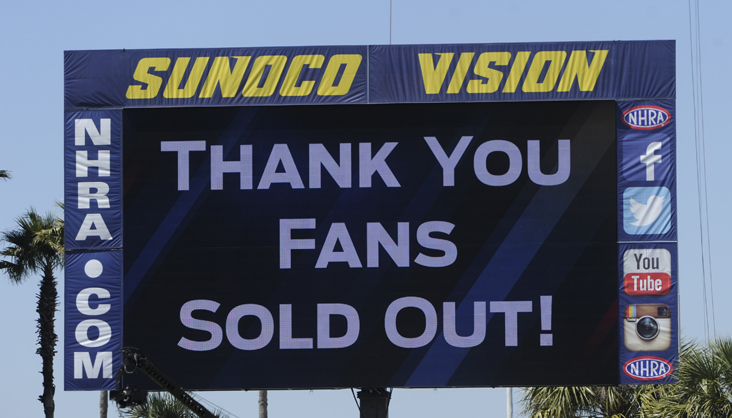 SUNOCO VISION
NHRA.COM
THANK YOU
FANS
SOLD OUT!
NHRA
f
You
Tube
NHRA